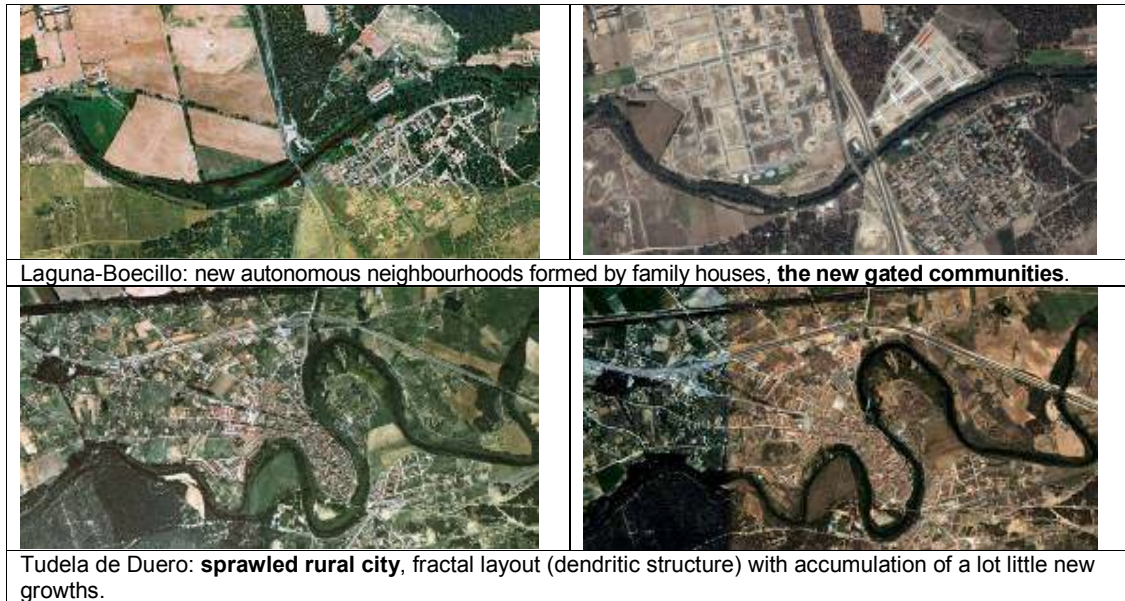 Laguna-Boecillo: new autonomous neighbourhoods formed by family houses, the new gated communities.
Tudela de Duero: sprawled rural city, fractal layout (dendritic structure) with accumulation of a lot little new
growths.